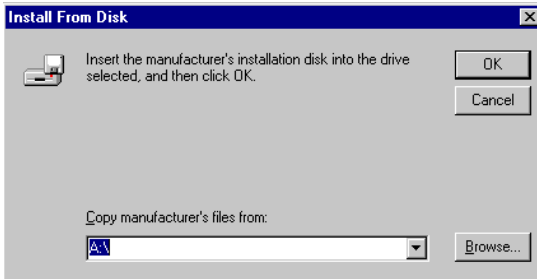 Install From Disk
Insert the manufacturer's installation disk into the drive
selected, and then click OK.
OK
Cancel
Copy manufacturer's files from:
A:\
Browse...